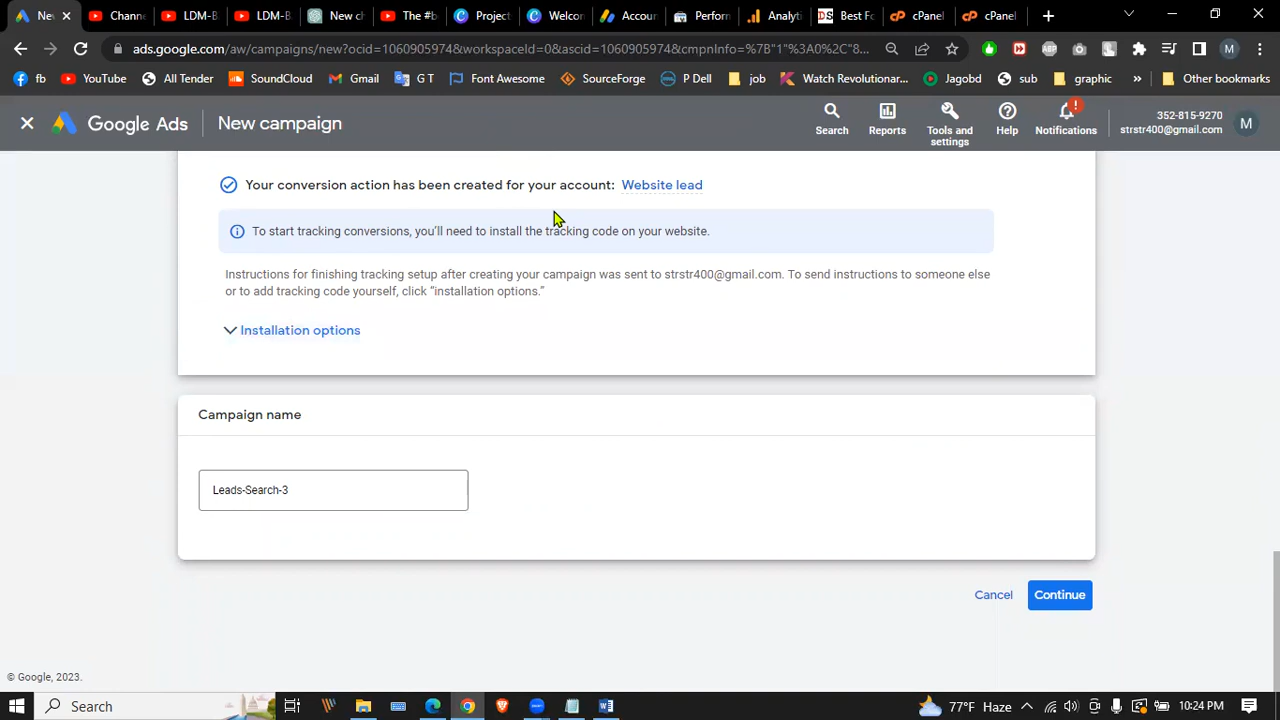 Ne
Chann
LDM-B
LDM-B
New ch
The #b
Project
Welcor
Accour
Perforn
Analyti
Best Fo
cPanel
cPanel
ads.google.com/aw/campaigns/new?ocid=1060905974&workspaceId=0&ascid=1060905974&cmpnInfo=%7B"1"%3A0%2C"8...
fb
YouTube
All Tender
SoundCloud
Gmail
G T
Font Awesome
SourceForge
P Dell
job
Watch Revolutionar...
Jagobd
sub
graphic
»
Other bookmarks
Google Ads
New campaign
Search
Reports
Tools and settings
Help
Notifications
352-815-9270
strstr400@gmail.com
M
Your conversion action has been created for your account: Website lead
To start tracking conversions, you'll need to install the tracking code on your website.
Instructions for finishing tracking setup after creating your campaign was sent to strstr400@gmail.com. To send instructions to someone else
or to add tracking code yourself, click "installation options."
Installation options
Campaign name
Leads-Search-3
Cancel
Continue
© Google, 2023.
Search
77°F Haze
10:24 PM